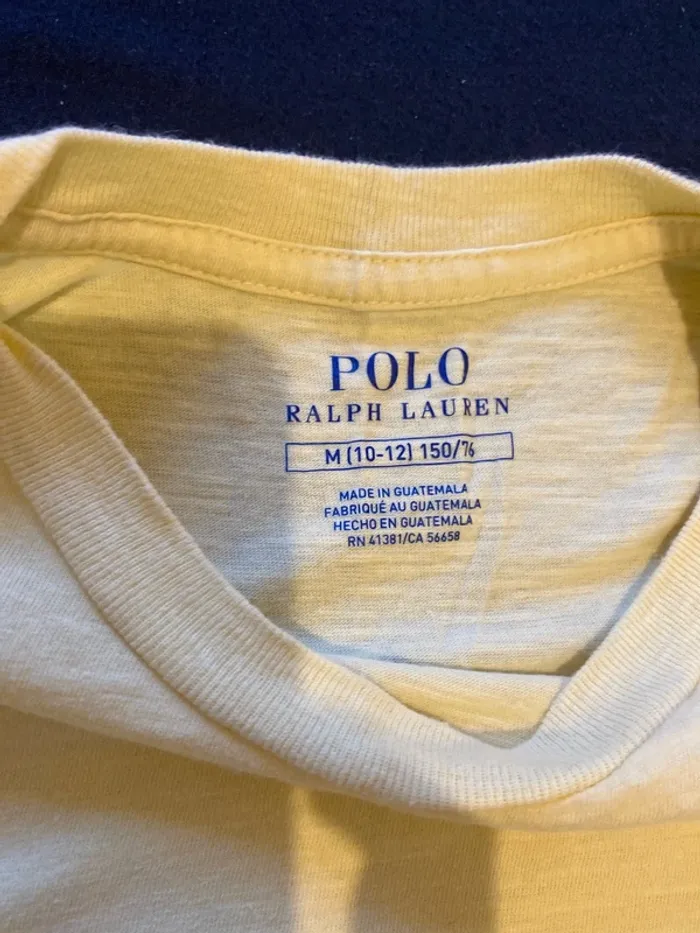 POLO
RALPH LAUREN
M (10-12) 150/76
MADE IN GUATEMALA
FABRIQUÉ AU GUATEMALA
HECHO EN GUATEMALA
RN 41381/CA 56658